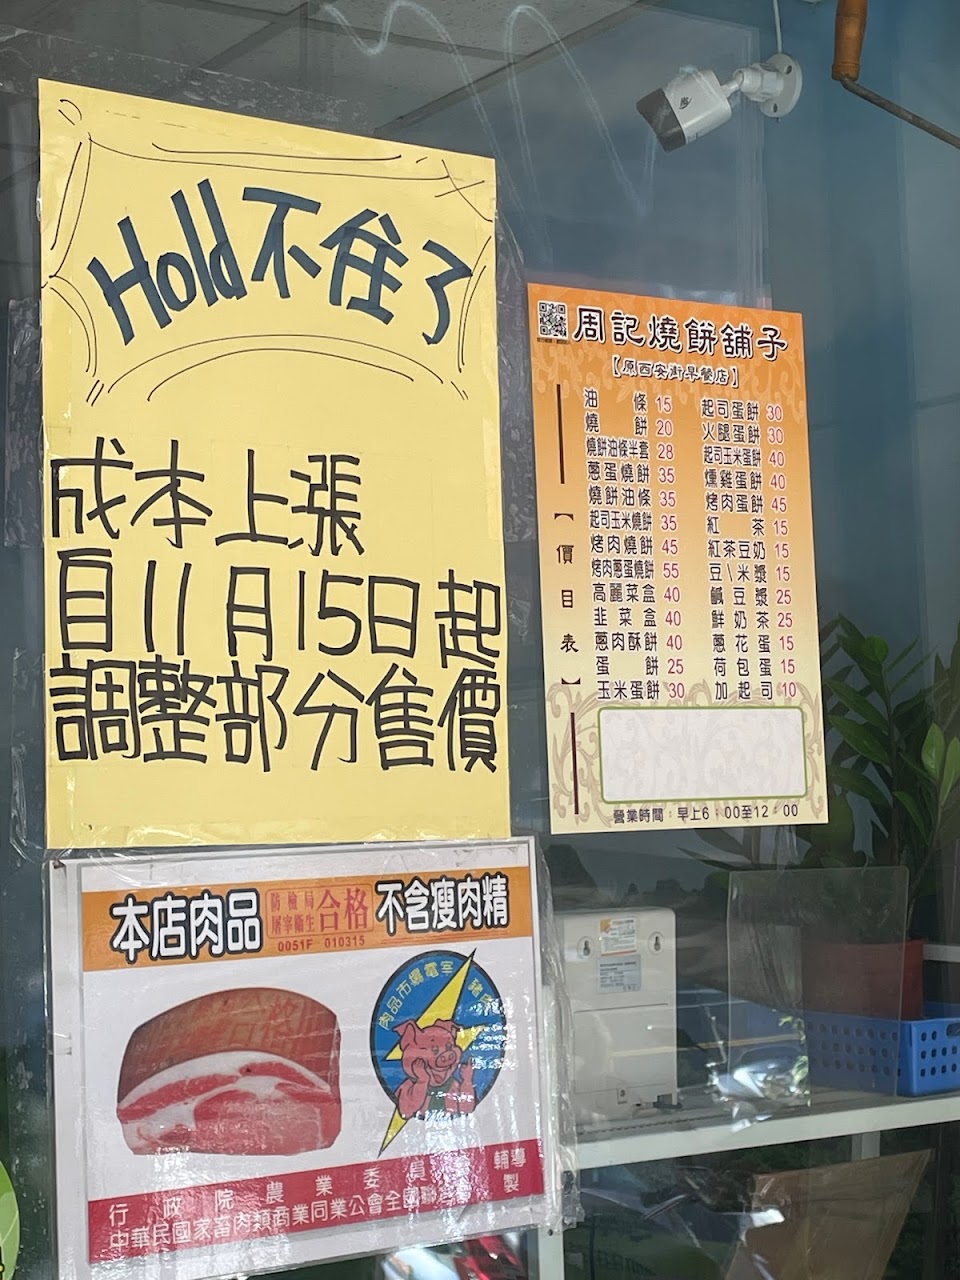 Hold不住了
成本上漲
自11月15日起
調整部分售價
周記燒餅舖子
【原西安街早餐店】
【價目表】
油條 15
燒餅 20
燒餅油條半套 28
蔥蛋燒餅 35
燒餅油條 35
起司玉米燒餅 35
烤肉燒餅 45
烤肉蔥蛋燒餅 55
高麗菜盒 40
韭菜盒 40
蔥肉酥餅 40
蛋餅 25
玉米蛋餅 30
起司蛋餅 30
火腿蛋餅 30
起司玉米蛋餅 40
燻雞蛋餅 40
烤肉蛋餅 45
紅茶 15
紅茶豆奶 15
豆\米漿 15
鹹豆漿 25
鮮奶茶 25
蔥花蛋 15
荷包蛋 15
加起司 10
營業時間：早上6：00至12：00
本店肉品
防檢局
屠宰衛生
合格
0051F 010315
不含瘦肉精
肉品市場電宰
行政院農業委員 輔導
中華民國家畜肉類商業同業公會全國聯 製